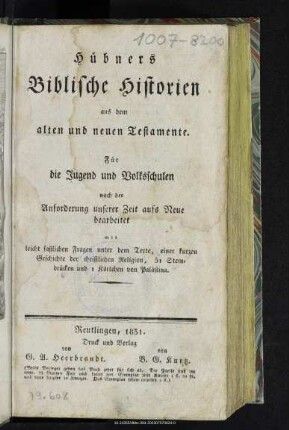 1007-8200
Hübners
Biblische Historien
aus dem
alten und neuen Testamente.
Für
die Jugend und Volksschulen
nach der
Anforderung unserer Zeit aufs Neue
bearbeitet
mit
leicht faßlichen Fragen unter dem Texte, einer kurzen
Geschichte der christlichen Religion, 51 Stein-
drücken und 1 Kärtchen von Palästina.
Reutlingen, 1831.
Druck und Verlag
von von
G. A. Heerbrandt. B. G. Kurtz.